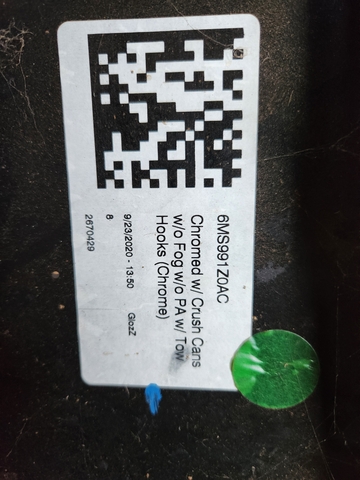 6MS991Z0AC
Chromed w/ Crush Cans
w/o Fog w/o PA w/ Tow
Hooks (Chrome)
9/23/2020 - 13:50 GlozZ
8
2670429